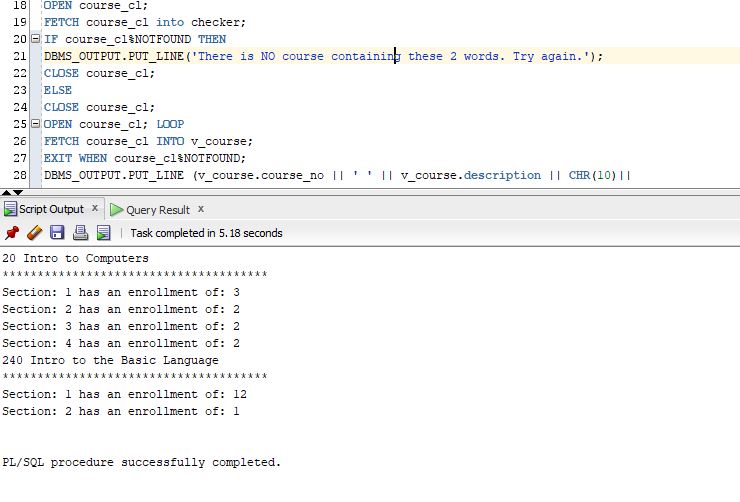 18 OPEN course_cl;
19 FETCH course_cl into checker;
20 IF course_cl%NOTFOUND THEN
21 DBMS_OUTPUT.PUT_LINE('There is NO course containing these 2 words. Try again.');
22 CLOSE course_cl;
23 ELSE
24 CLOSE course_cl;
25 OPEN course_cl; LOOP
26 FETCH course_cl INTO v_course;
27 EXIT WHEN course_cl%NOTFOUND;
28 DBMS_OUTPUT.PUT_LINE (v_course.course_no || ' ' || v_course.description || CHR(10)||
Script Output x Query Result x
Task completed in 5.18 seconds
20 Intro to Computers
*************************************
Section: 1 has an enrollment of: 3
Section: 2 has an enrollment of: 2
Section: 3 has an enrollment of: 2
Section: 4 has an enrollment of: 2
240 Intro to the Basic Language
*************************************
Section: 1 has an enrollment of: 12
Section: 2 has an enrollment of: 1
PL/SQL procedure successfully completed.